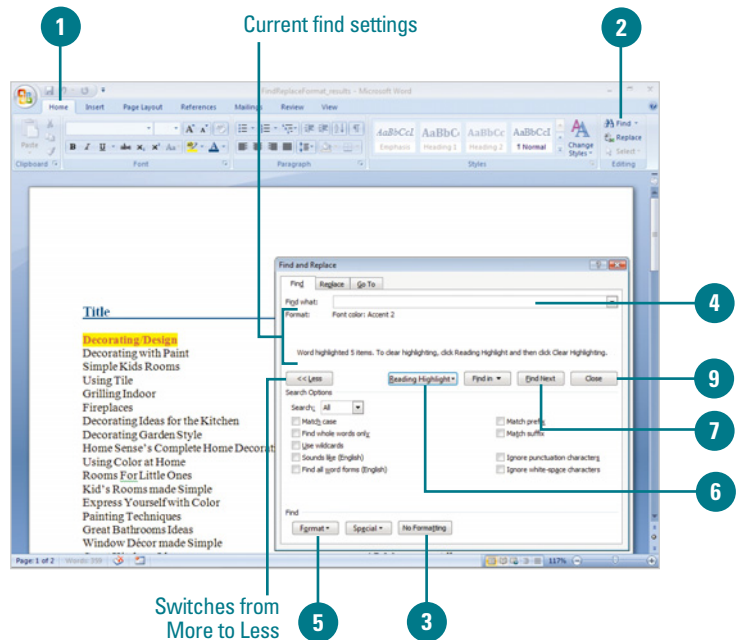 1
Current find settings
2
FindReplaceFormat_results - Microsoft Word
Home Insert Page Layout References Mailings Review View
Paste
B I U abc x, x' Aa A
AaBbCcI AaBbC AaBbCc AaBbCcI
Emphasis Heading 1 Heading 2 ¶ Normal
Change Styles
Find
Replace
Select
Clipboard Font Paragraph Styles Editing
Find and Replace
Find Replace Go To
Find what:
4
Format: Font color: Accent 2
Word highlighted 5 items. To clear highlighting, click Reading Highlight and then click Clear Highlighting.
<< Less Reading Highlight Find in Find Next Close
9
Search Options
Search: All
Match case
Find whole words only
Use wildcards
Sounds like (English)
Find all word forms (English)
Match prefix
Match suffix
Ignore punctuation characters
Ignore white-space characters
7
6
Find
Format Special No Formatting
Title
Decorating/Design
Decorating with Paint
Simple Kids Rooms
Using Tile
Grilling Indoor
Fireplaces
Decorating Ideas for the Kitchen
Decorating Garden Style
Home Sense's Complete Home Decorat
Using Color at Home
Rooms For Little Ones
Kid's Rooms made Simple
Express Yourself with Color
Painting Techniques
Great Bathrooms Ideas
Window Décor made Simple
Page: 1 of 2 Words: 398 117%
Switches from
More to Less
5
3